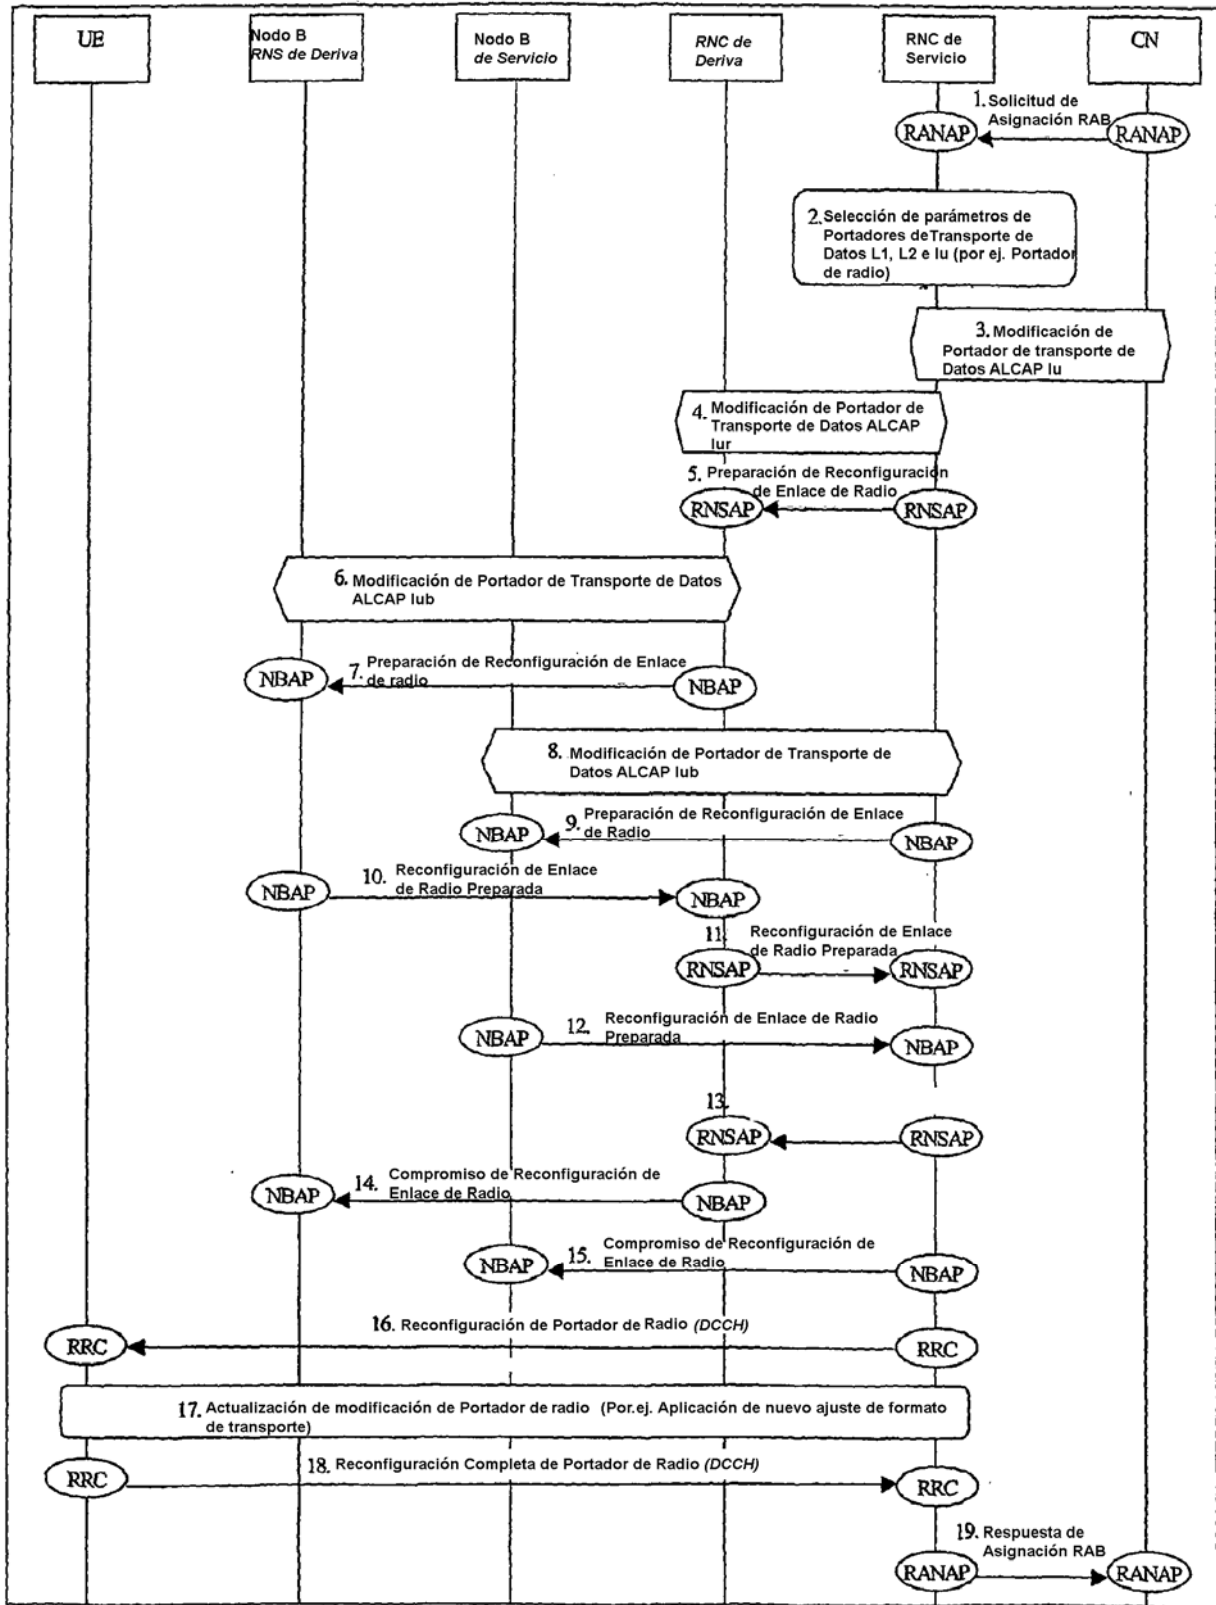 UE
Nodo B
RNS de Deriva
Nodo B
de Servicio
RNC de
Deriva
RNC de
Servicio
CN
1. Solicitud de
Asignación RAB
RANAP
RANAP
2. Selección de parámetros de
Portadores de Transporte de
Datos L1, L2 e Iu (por ej. Portador
de radio)
3. Modificación de
Portador de transporte de
Datos ALCAP Iu
4. Modificación de Portador de
Transporte de Datos ALCAP
Iur
5. Preparación de Reconfiguración
de Enlace de Radio
RNSAP
RNSAP
6. Modificación de Portador de Transporte de Datos
ALCAP Iub
7. Preparación de Reconfiguración de Enlace
de radio
NBAP
NBAP
8. Modificación de Portador de Transporte de
Datos ALCAP Iub
9. Preparación de Reconfiguración de Enlace
de Radio
NBAP
NBAP
10. Reconfiguración de Enlace
de Radio Preparada
NBAP
NBAP
11. Reconfiguración de Enlace
de Radio Preparada
RNSAP
RNSAP
12. Reconfiguración de Enlace de Radio
Preparada
NBAP
NBAP
13.
RNSAP
RNSAP
14. Compromiso de Reconfiguración de
Enlace de Radio
NBAP
NBAP
15. Compromiso de Reconfiguración de
Enlace de Radio
NBAP
NBAP
16. Reconfiguración de Portador de Radio (DCCH)
RRC
RRC
17. Actualización de modificación de Portador de radio (Por.ej. Aplicación de nuevo ajuste de formato
de transporte)
18. Reconfiguración Completa de Portador de Radio (DCCH)
RRC
RRC
19. Respuesta de
Asignación RAB
RANAP
RANAP